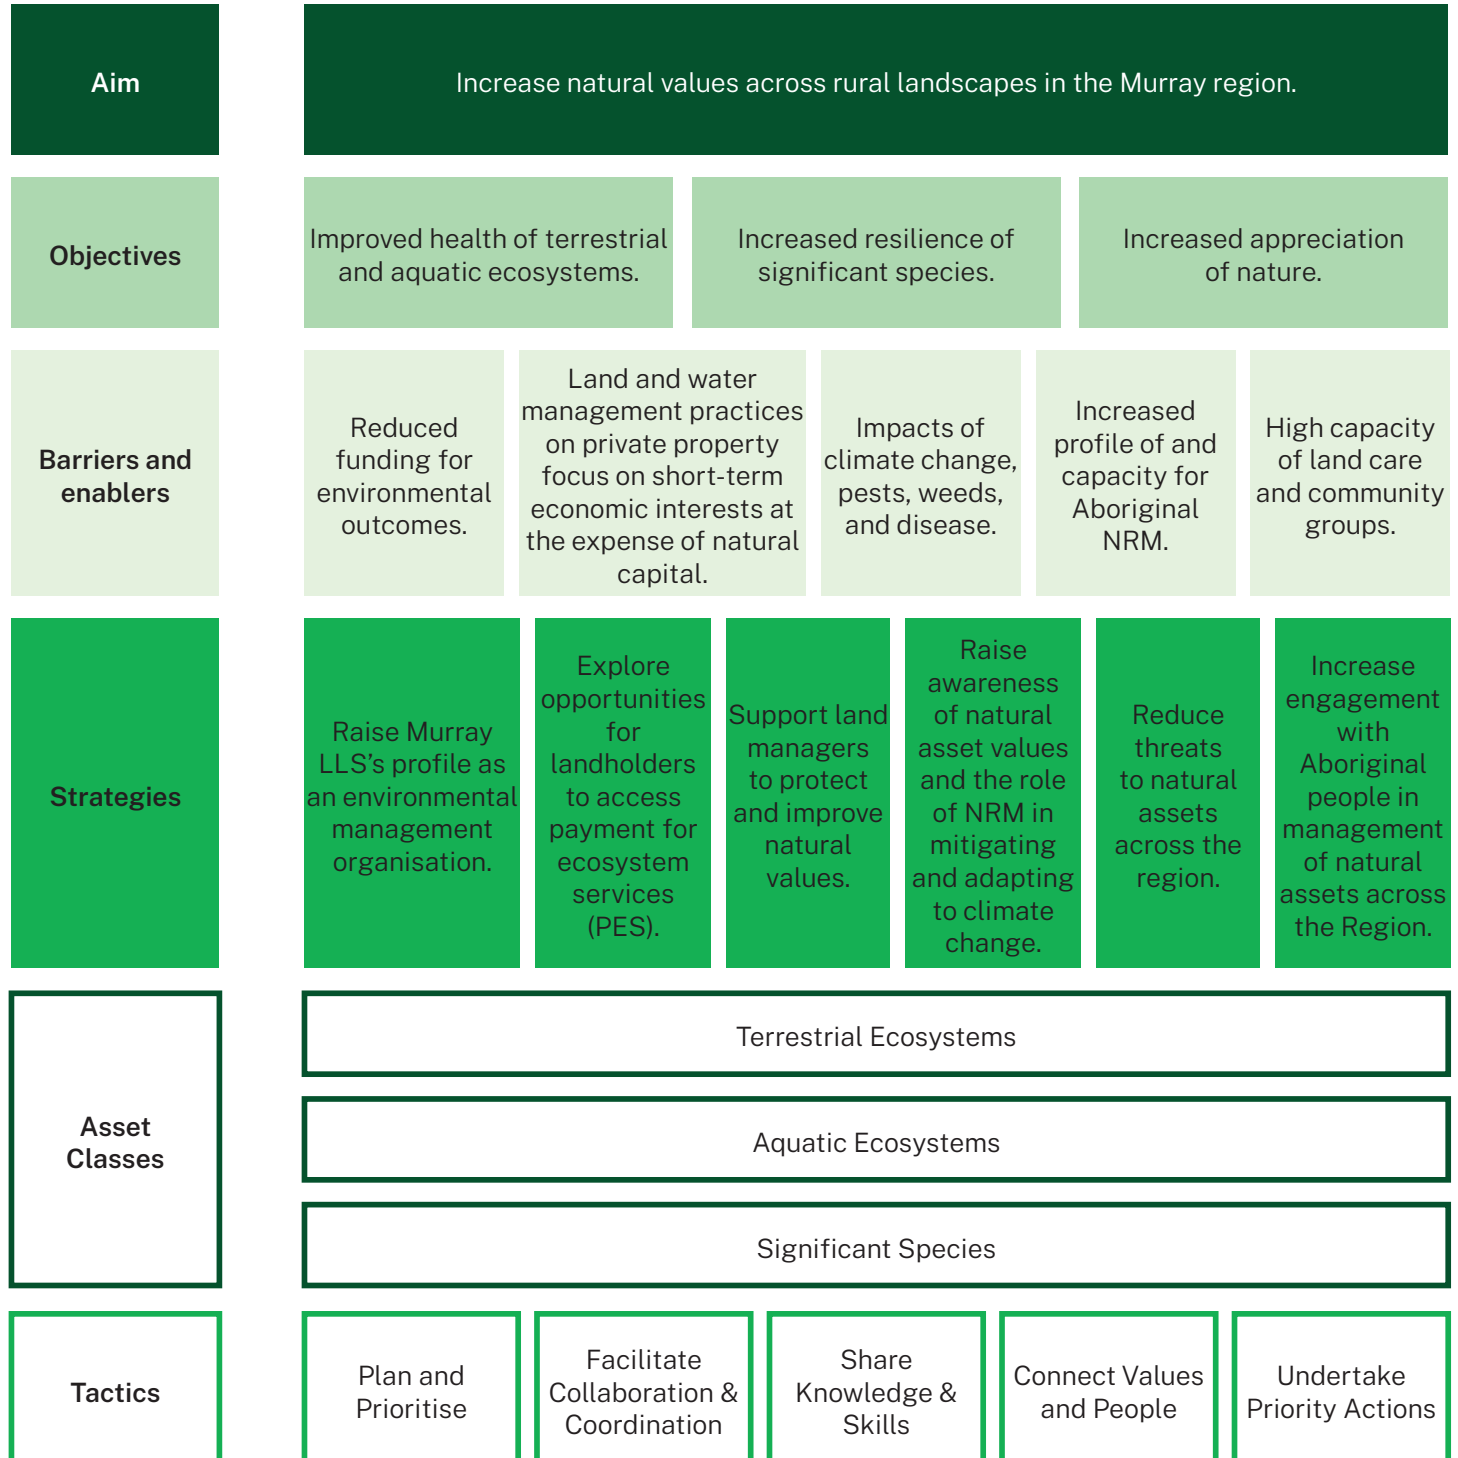 Aim
Increase natural values across rural landscapes in the Murray region.
Objectives
Improved health of terrestrial
and aquatic ecosystems.
Increased resilience of
significant species.
Increased appreciation
of nature.
Barriers and
enablers
Reduced
funding for
environmental
outcomes.
Land and water
management practices
on private property
focus on short-term
economic interests at
the expense of natural
capital.
Impacts of
climate change,
pests, weeds,
and disease.
Increased
profile of and
capacity for
Aboriginal
NRM.
High capacity
of land care
and community
groups.
Strategies
Raise Murray
LLS’s profile as
an environmental
management
organisation.
Explore
opportunities
for
landholders
to access
payment for
ecosystem
services
(PES).
Support land
managers
to protect
and improve
natural
values.
Raise
awareness
of natural
asset values
and the role
of NRM in
mitigating
and adapting
to climate
change.
Reduce
threats
to natural
assets
across the
region.
Increase
engagement
with
Aboriginal
people in
management
of natural
assets across
the Region.
Asset
Classes
Terrestrial Ecosystems
Aquatic Ecosystems
Significant Species
Tactics
Plan and
Prioritise
Facilitate
Collaboration &
Coordination
Share
Knowledge &
Skills
Connect Values
and People
Undertake
Priority Actions